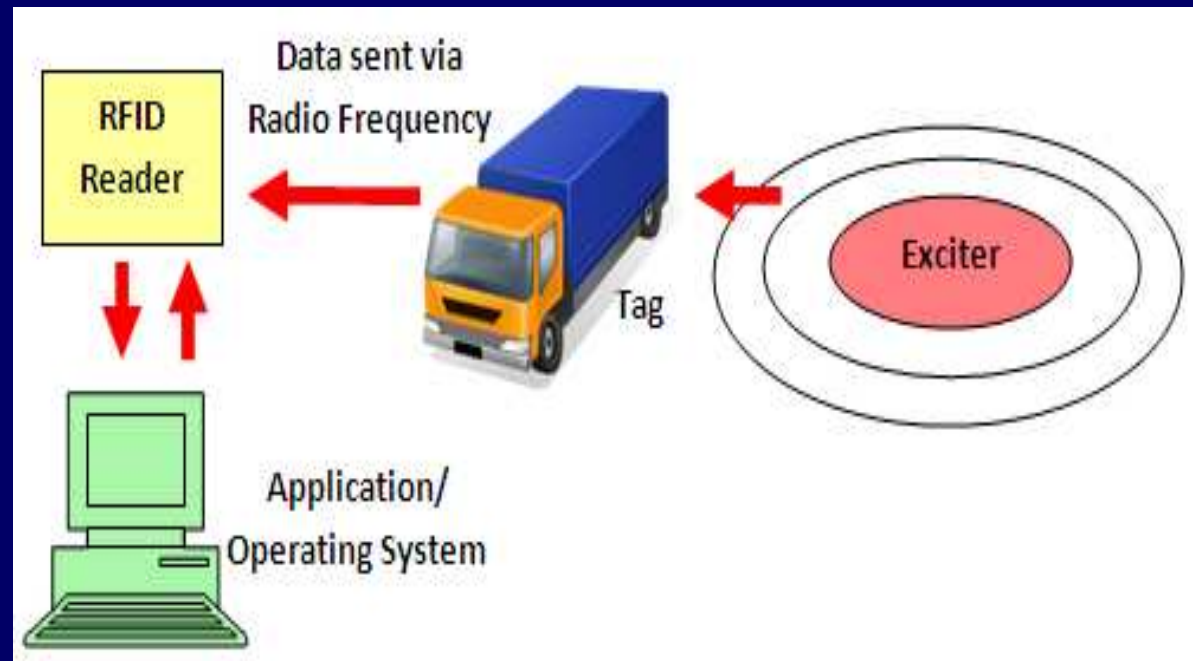 Data sent via
Radio Frequency
RFID
Reader
Exciter
Tag
Application/
Operating System